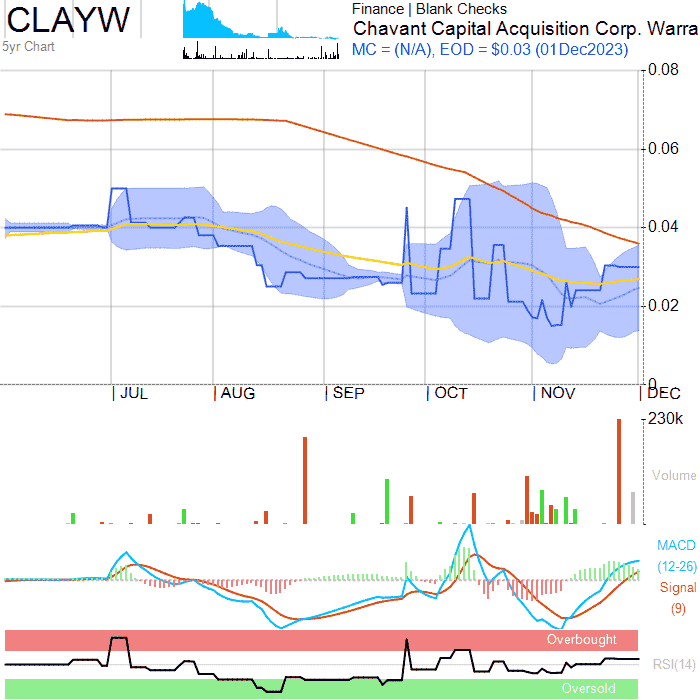 CLAYW
5yr Chart
Finance | Blank Checks
Chavant Capital Acquisition Corp. Warra
MC = (N/A), EOD = $0.03 (01Dec2023)
0.08
0.06
0.04
0.02
0
JUL AUG SEP OCT NOV DEC
230k
Volume
MACD
(12-26)
Signal
(9)
Overbought
RSI(14)
Oversold